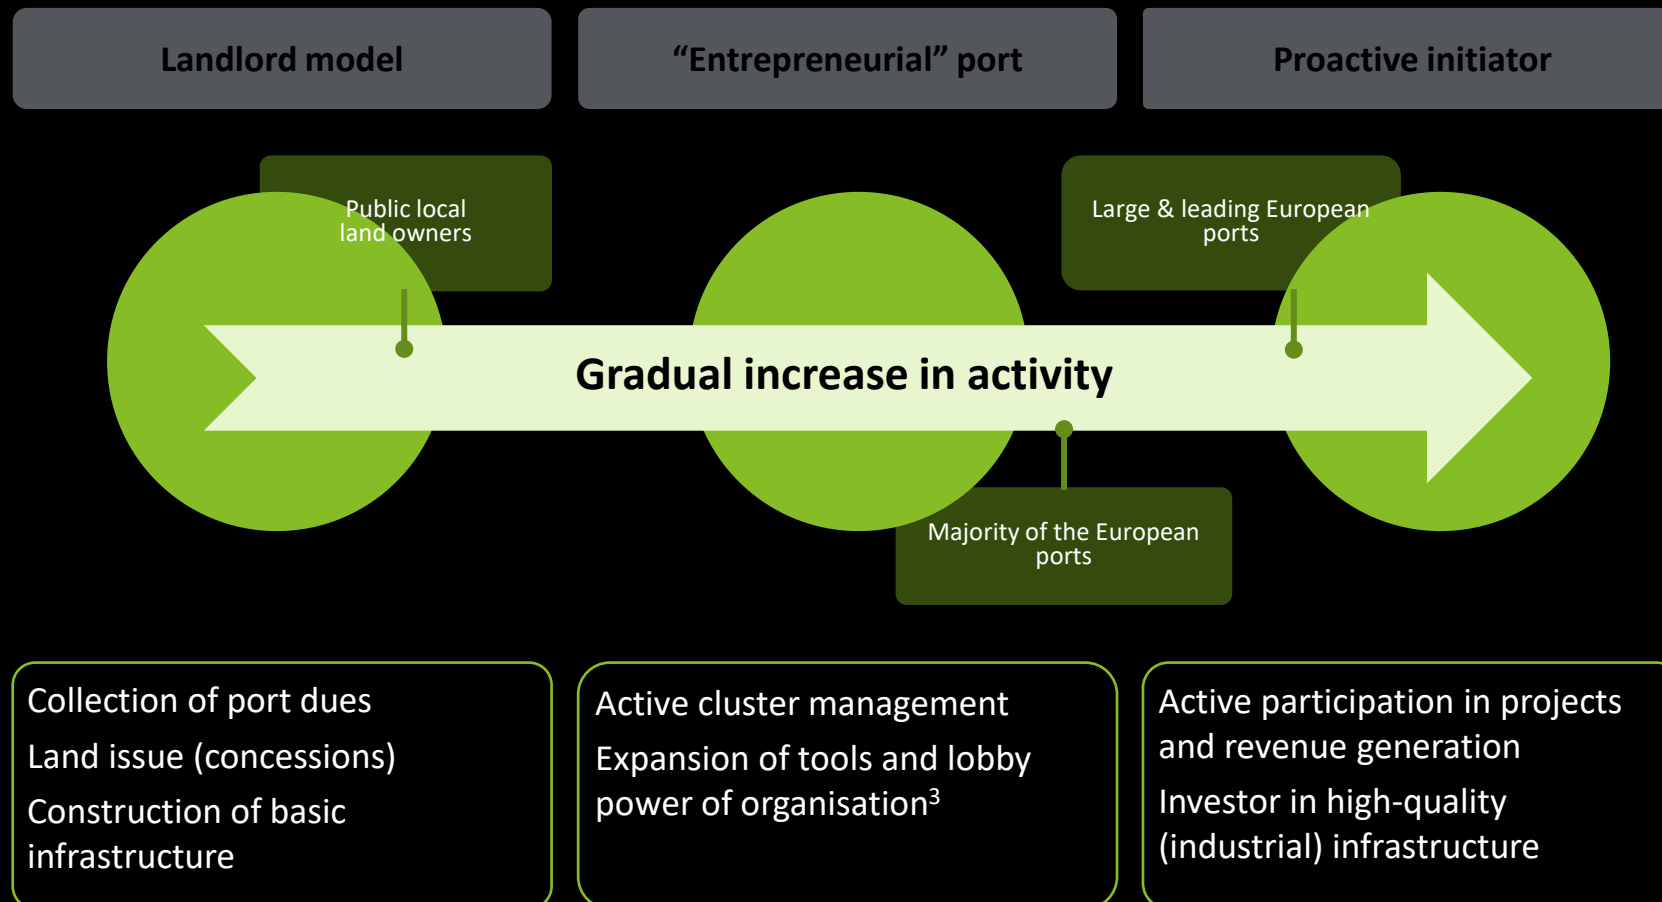 Landlord model
“Entrepreneurial” port
Proactive initiator
Public local
land owners
Large & leading European
ports
Gradual increase in activity
Majority of the European
ports
Collection of port dues
Land issue (concessions)
Construction of basic
infrastructure
Active cluster management
Expansion of tools and lobby
power of organisation³
Active participation in projects
and revenue generation
Investor in high-quality
(industrial) infrastructure